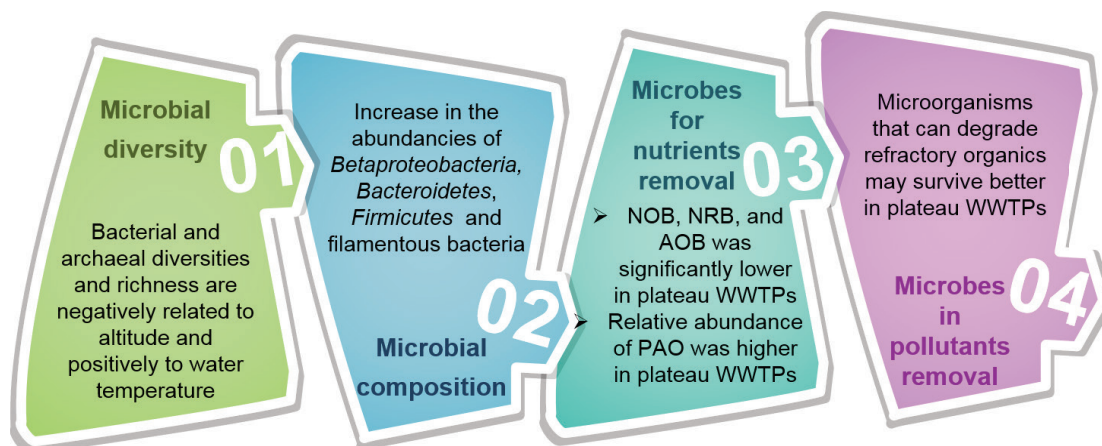 Microbial
diversity
01
Bacterial and
archaeal diversities
and richness are
negatively related to
altitude and
positively to water
temperature
Increase in the
abundancies of
Betaproteobacteria,
Bacteroidetes,
Firmicutes and
filamentous bacteria
02
Microbial
composition
Microbes
for
nutrients
removal
03
➢ NOB, NRB, and
AOB was
significantly lower
in plateau WWTPs
➢ Relative abundance
of PAO was higher
in plateau WWTPs
Microorganisms
that can degrade
refractory organics
may survive better
in plateau WWTPs
04
Microbes
in
pollutants
removal